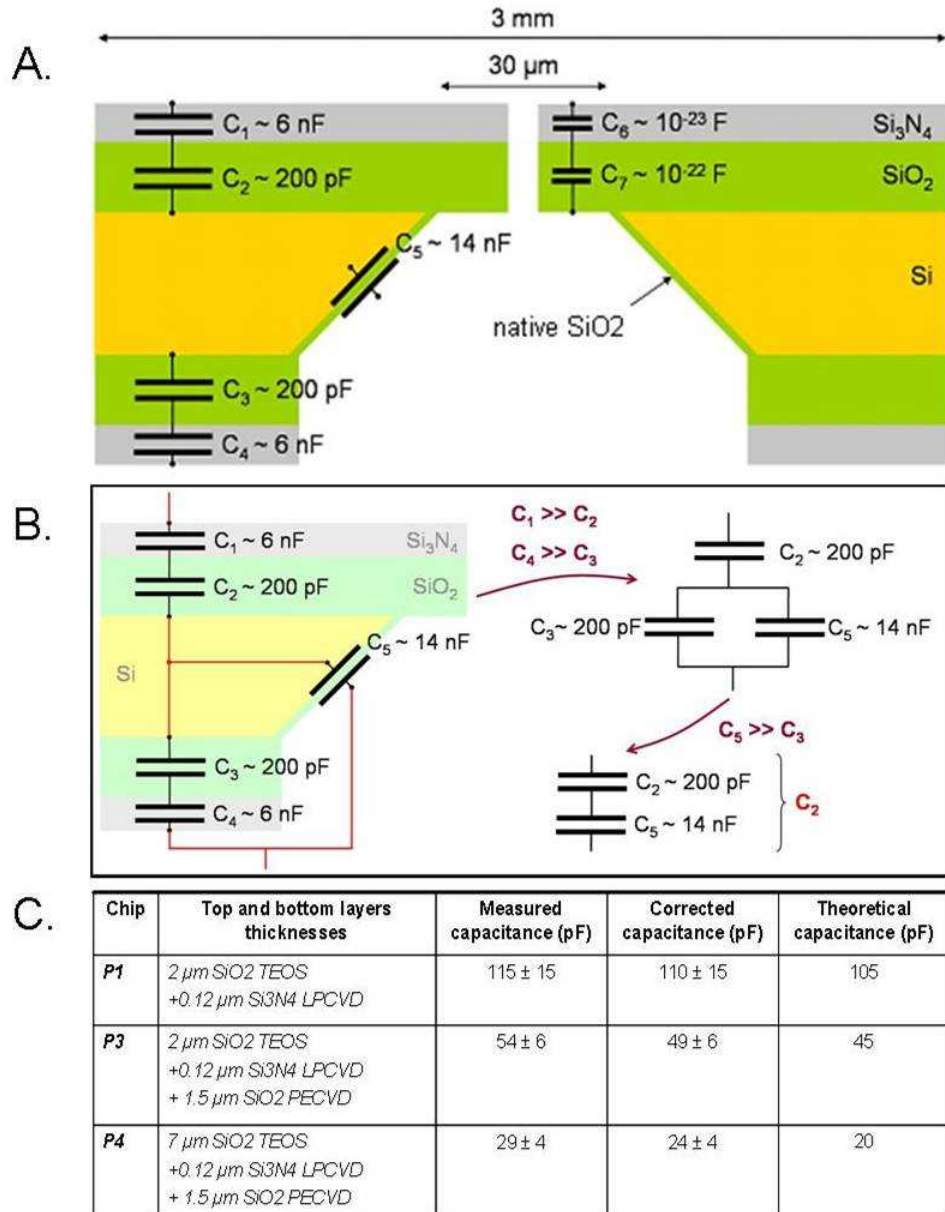 A.
3 mm
30 µm
C₁ ~ 6 nF
C₆ ~ 10⁻²³ F
Si₃N₄
C₂ ~ 200 pF
C₇ ~ 10⁻²² F
SiO₂
C₅ ~ 14 nF
Si
native SiO2
C₃ ~ 200 pF
C₄ ~ 6 nF
B.
C₁ ~ 6 nF
Si₃N₄
C₂ ~ 200 pF
SiO₂
C₅ ~ 14 nF
Si
C₃ ~ 200 pF
C₄ ~ 6 nF
C₁ >> C₂
C₄ >> C₃
C₂ ~ 200 pF
C₃~ 200 pF
C₅ ~ 14 nF
C₅ >> C₃
C₂ ~ 200 pF
C₅ ~ 14 nF
C₂
C.
Chip Top and bottom layers thicknesses Measured capacitance (pF) Corrected capacitance (pF) Theoretical capacitance (pF)
P1 2 µm SiO2 TEOS 115 ± 15 110 ± 15 105
+0.12 µm Si3N4 LPCVD
P3 2 µm SiO2 TEOS 54 ± 6 49 ± 6 45
+0.12 µm Si3N4 LPCVD
+ 1.5 µm SiO2 PECVD
P4 7 µm SiO2 TEOS 29 ± 4 24 ± 4 20
+0.12 µm Si3N4 LPCVD
+ 1.5 µm SiO2 PECVD